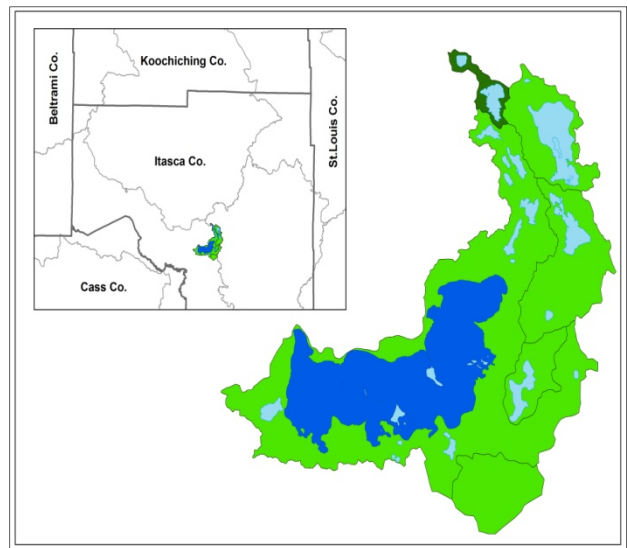 Koochiching Co.
Beltrami Co.
St.Louis Co.
Itasca Co.
Cass Co.